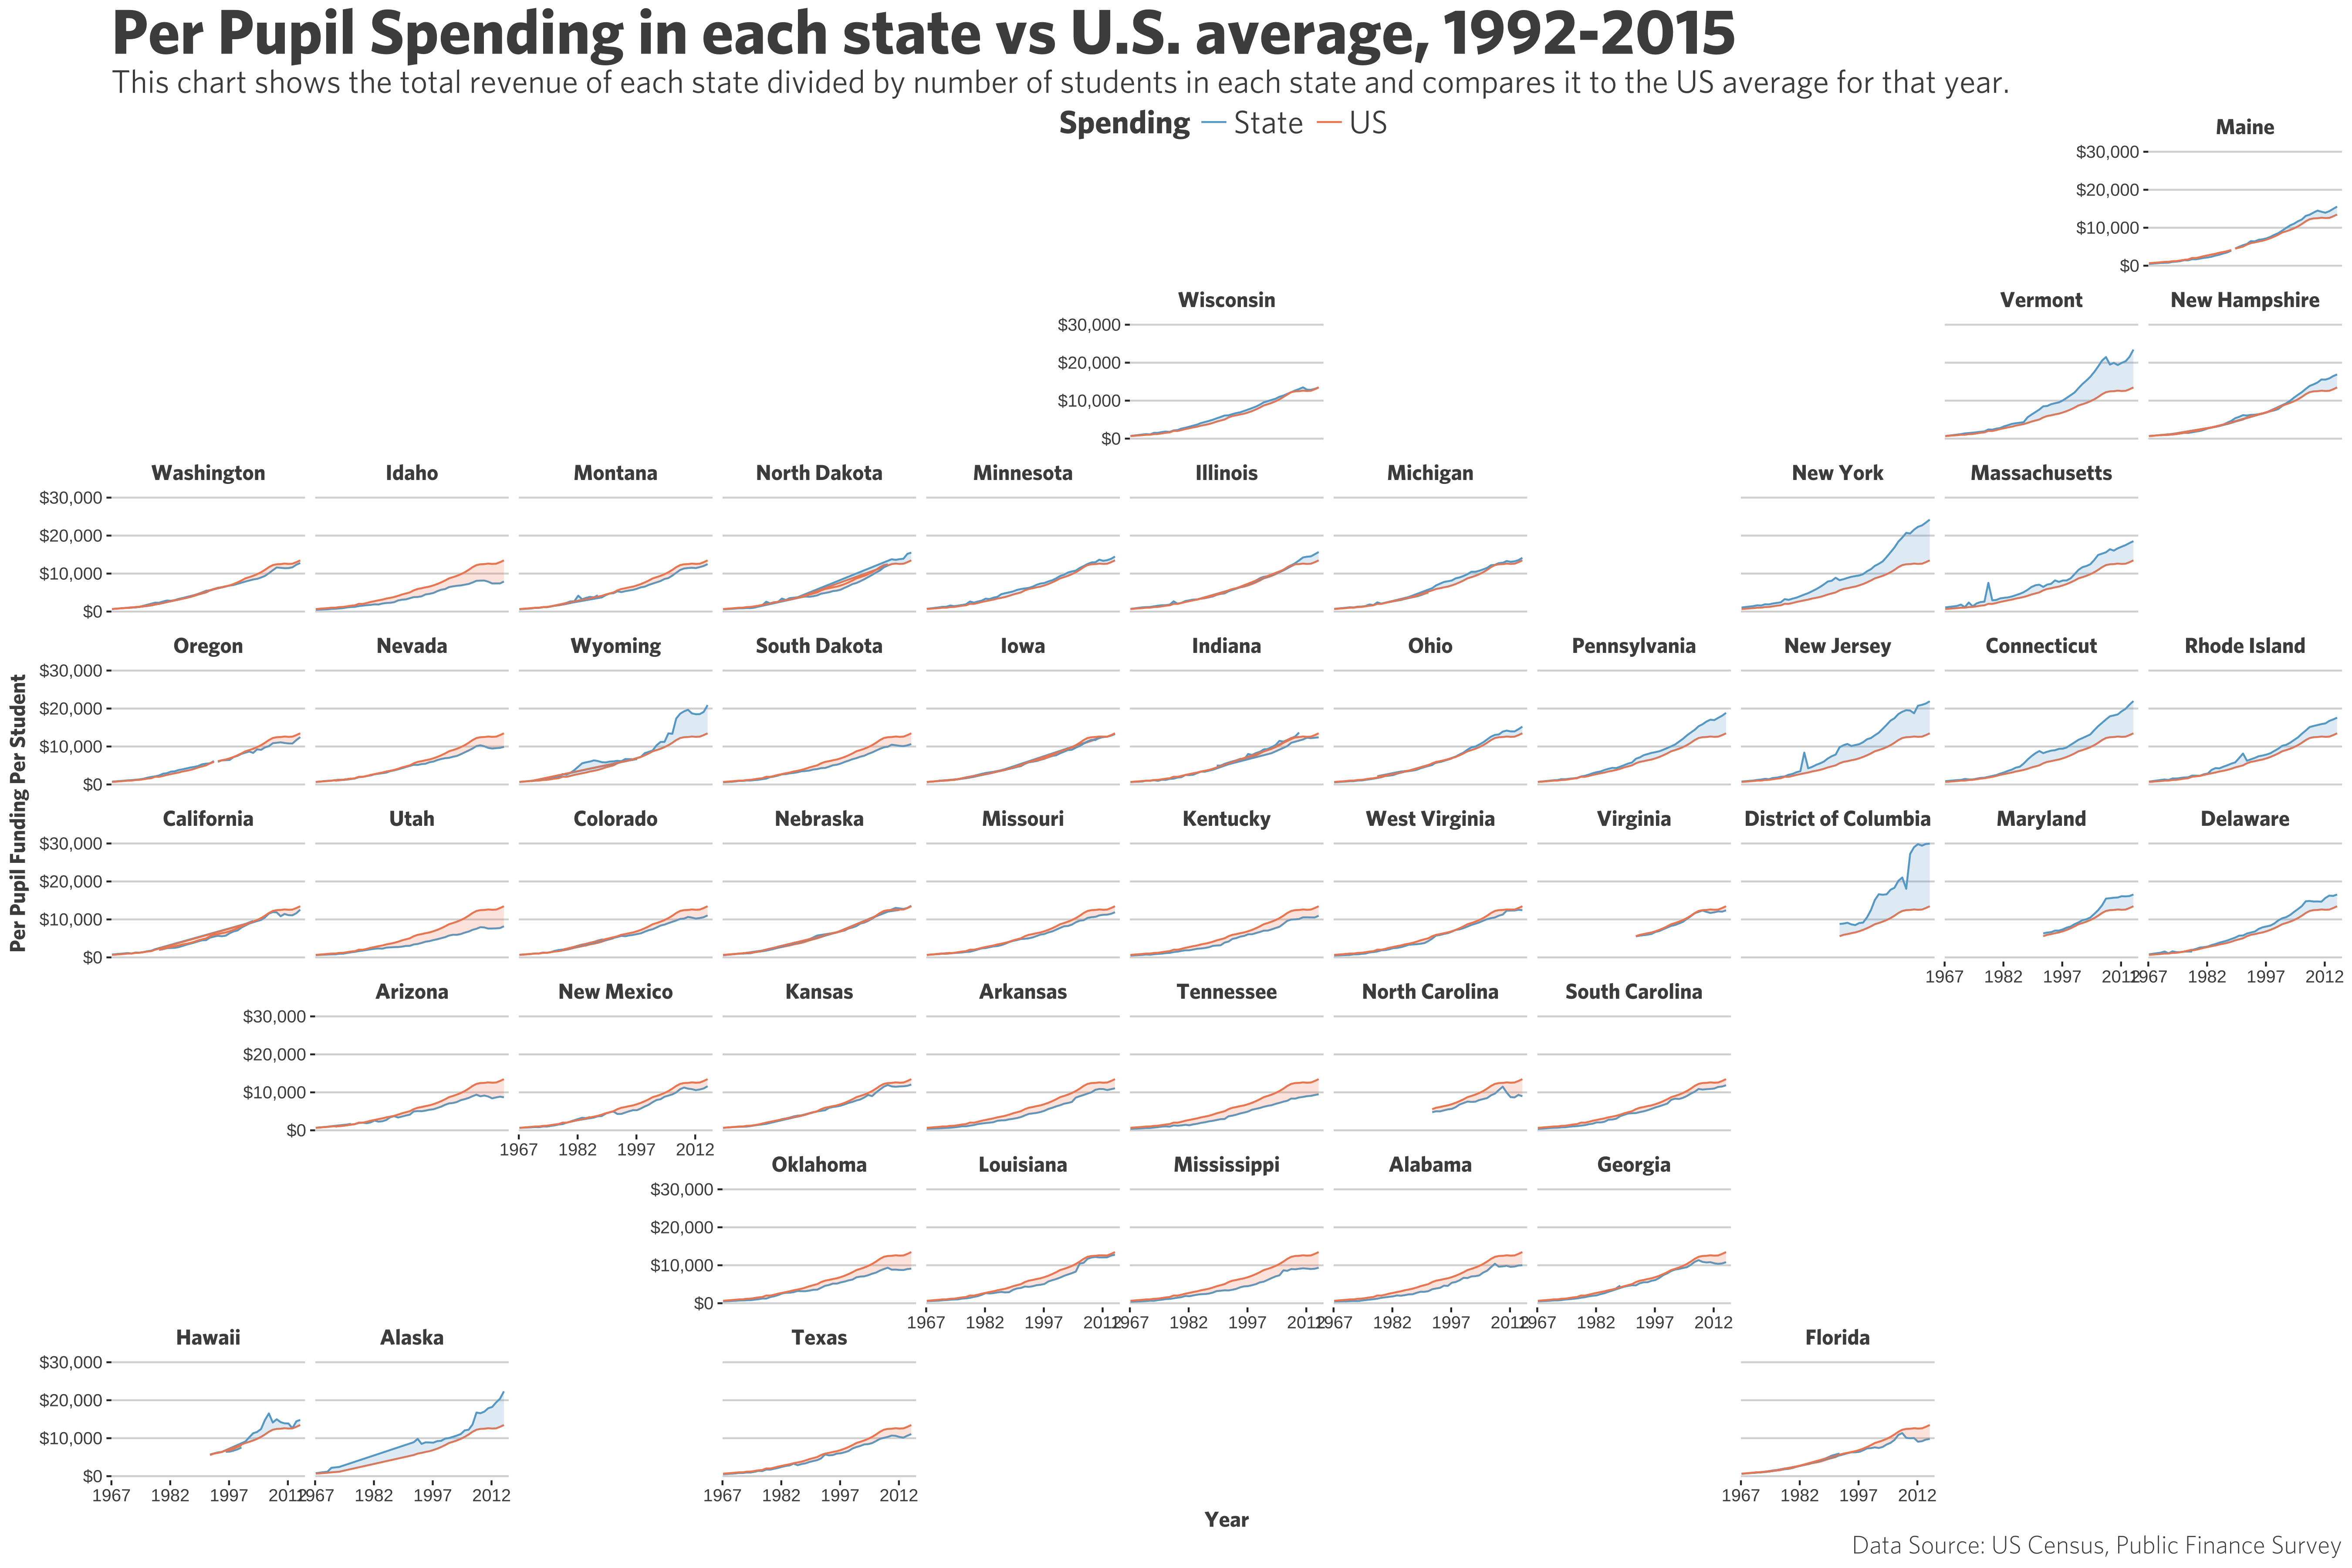 Per Pupil Spending in each state vs U.S. average, 1992-2015
This chart shows the total revenue of each state divided by number of students in each state and compares it to the US average for that year.
Spending State US
Maine
$30,000
$20,000
$10,000
$0
Wisconsin Vermont New Hampshire
$30,000
$20,000
$10,000
$0
Washington Idaho Montana North Dakota Minnesota Illinois Michigan New York Massachusetts
$30,000
$20,000
$10,000
$0
Oregon Nevada Wyoming South Dakota Iowa Indiana Ohio Pennsylvania New Jersey Connecticut Rhode Island
$30,000
$20,000
$10,000
$0
Per Pupil Funding Per Student
California Utah Colorado Nebraska Missouri Kentucky West Virginia Virginia District of Columbia Maryland Delaware
$30,000
$20,000
$10,000
$0
1967 1982 1997 2012 1967 1982 1997 2012
Arizona New Mexico Kansas Arkansas Tennessee North Carolina South Carolina
$30,000
$20,000
$10,000
$0
1967 1982 1997 2012
Oklahoma Louisiana Mississippi Alabama Georgia
$30,000
$20,000
$10,000
$0
1967 1982 1997 2012 1967 1982 1997 2012 1967 1982 1997 2012 1967 1982 1997 2012
Hawaii Alaska Texas Florida
$30,000
$20,000
$10,000
$0
1967 1982 1997 2012 1967 1982 1997 2012 1967 1982 1997 2012 1967 1982 1997 2012
Year
Data Source: US Census, Public Finance Survey